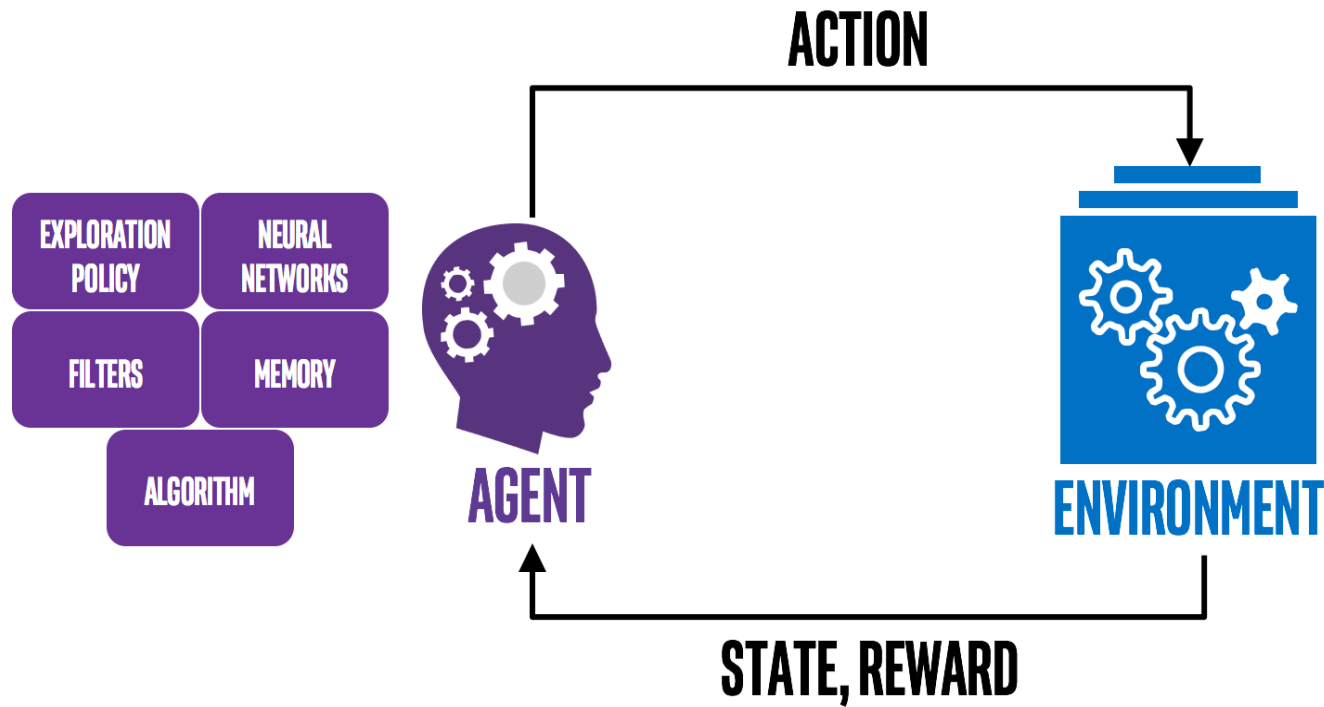 ACTION
EXPLORATION
POLICY
NEURAL
NETWORKS
FILTERS
MEMORY
ALGORITHM
AGENT
ENVIRONMENT
STATE, REWARD